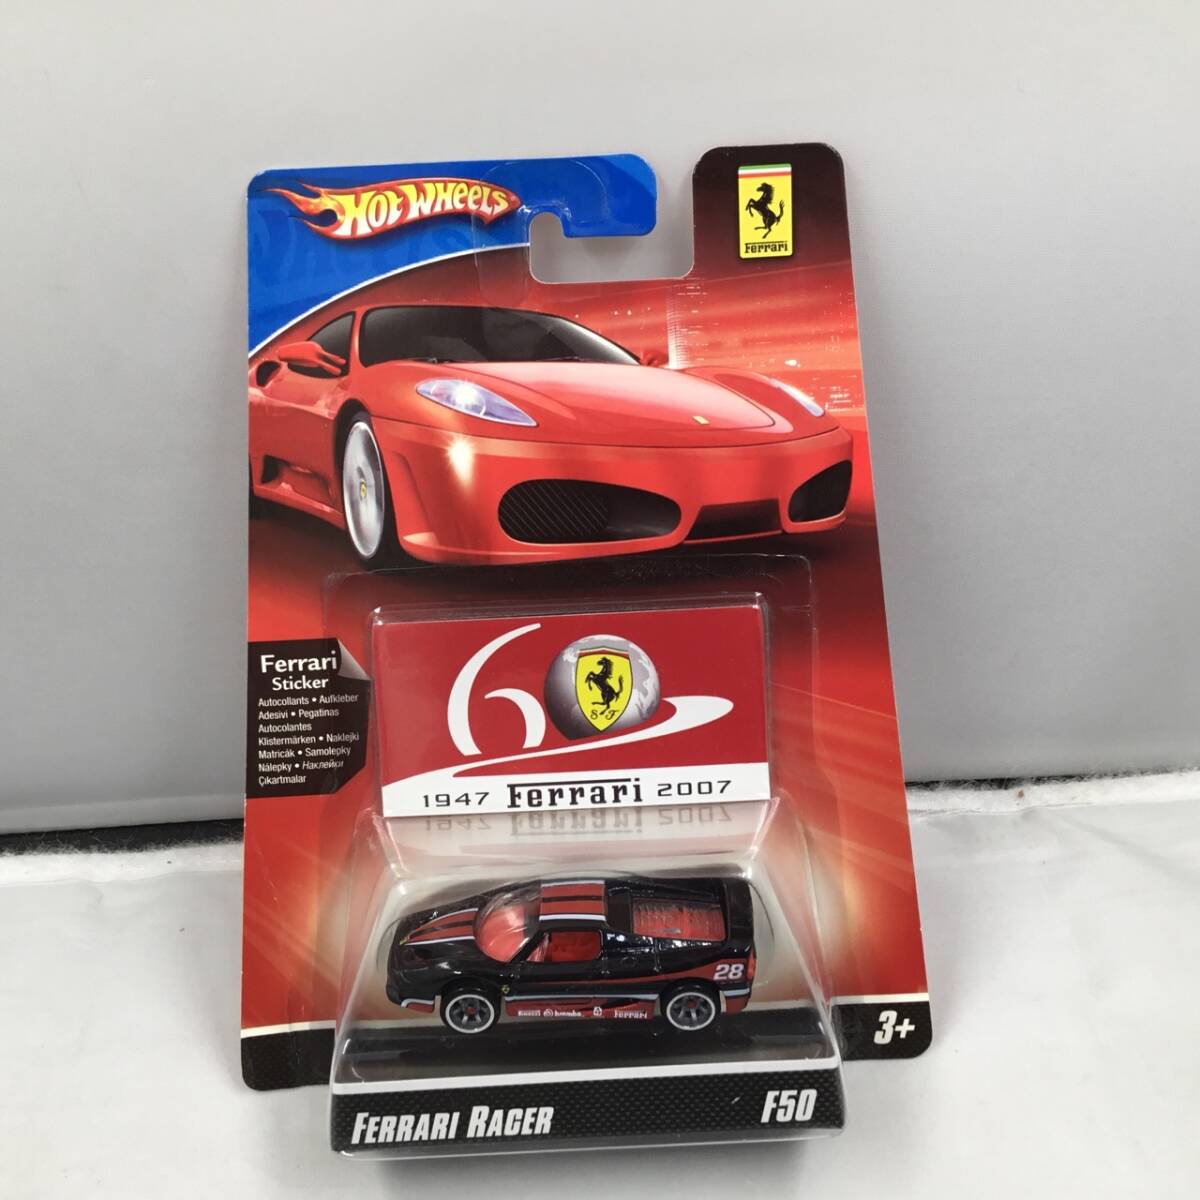 HOT WHEELS
Ferrari
Ferrari
Sticker
Autocollants • Aufkleber
Adesivi • Pegatinas
Autocolantes
Klistermärken • Naklejki
Matricák • Samolepky
Nálepky • Наклейки
Çıkartmalar
60
S F
1947 Ferrari 2007
28
brembo
Ferrari
3+
FERRARI RACER
F50